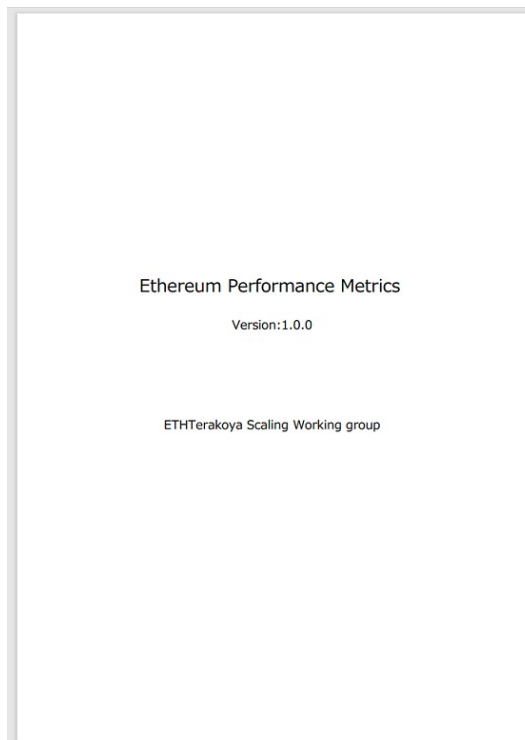 Ethereum Performance Metrics
Version:1.0.0
ETHTerakoya Scaling Working group